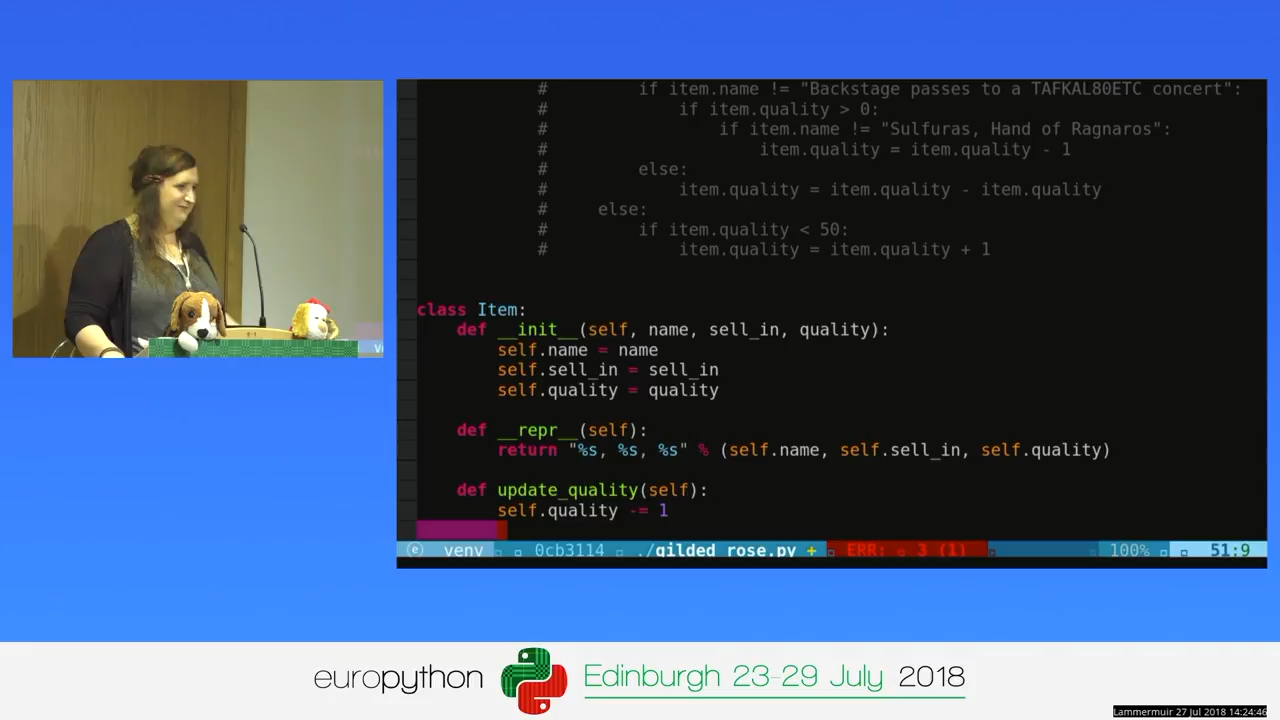 # if item.name != "Backstage passes to a TAFKAL80ETC concert":
# if item.quality > 0:
# if item.name != "Sulfuras, Hand of Ragnaros":
# item.quality = item.quality - 1
# else:
# item.quality = item.quality - item.quality
# else:
# if item.quality < 50:
# item.quality = item.quality + 1
class Item:
def __init__(self, name, sell_in, quality):
self.name = name
self.sell_in = sell_in
self.quality = quality
def __repr__(self):
return "%s, %s, %s" % (self.name, self.sell_in, self.quality)
def update_quality(self):
self.quality -= 1
venv 0cb3114 ./gilded_rose.py + ERR: 3 (1) 100% 51:9
europython Edinburgh 23-29 July 2018
Lammermuir 27 Jul 2018 14:24:46